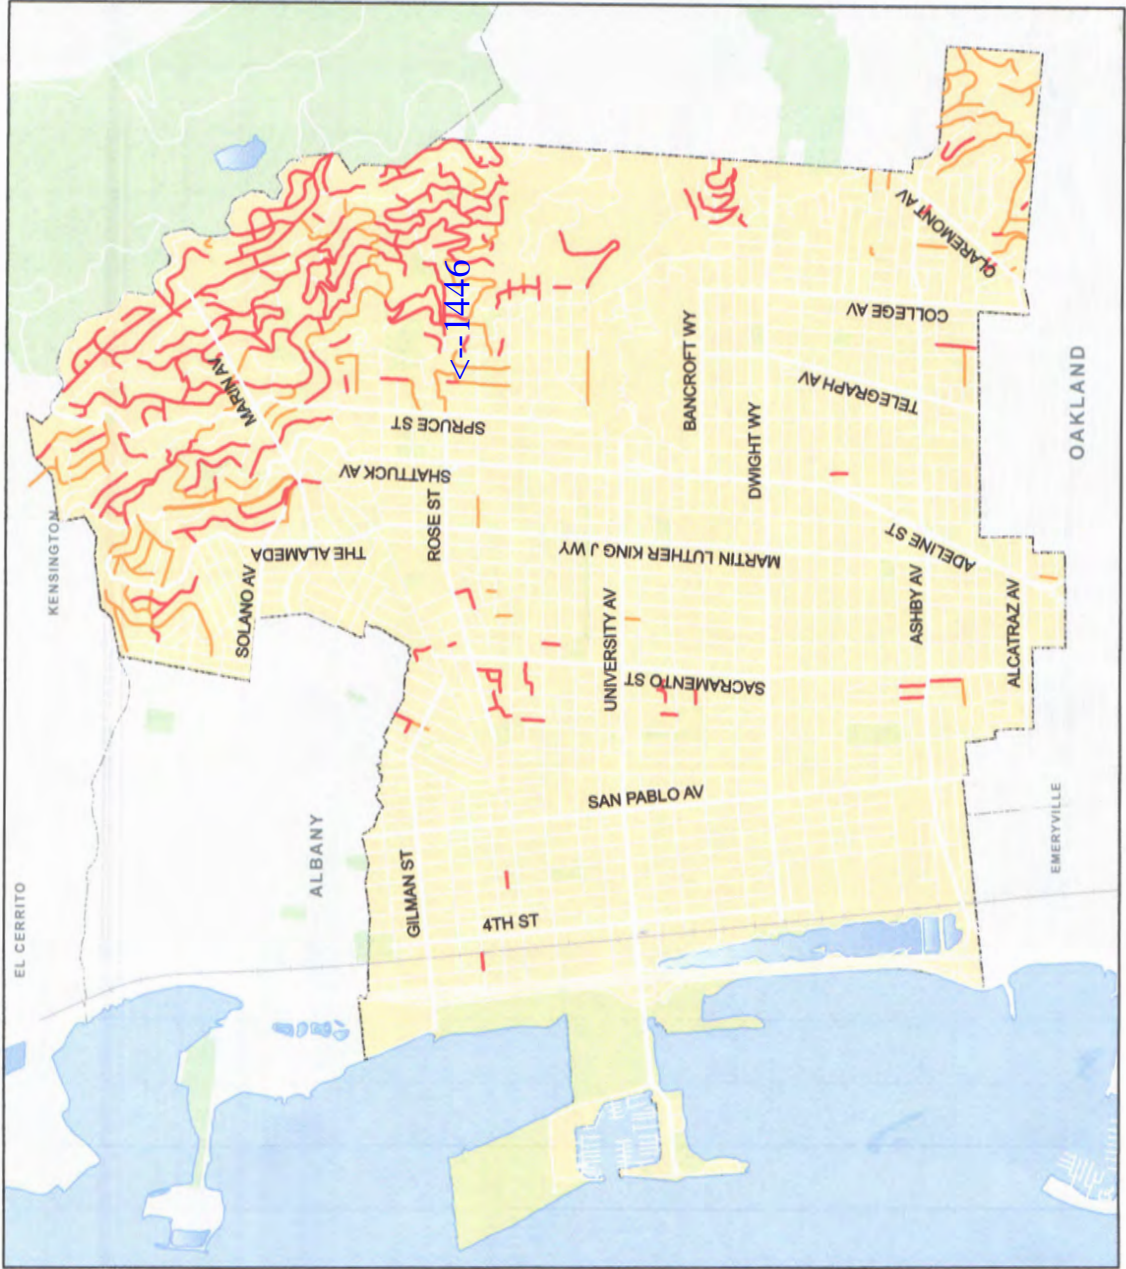 <--1446
CLAREMONT AV
COLLEGE AV
MARIN AV
BANCROFT WY
TELEGRAPH AV
OAKLAND
SPRUCE ST
DWIGHT WY
SHATTUCK AV
ROSE ST
KENSINGTON
THE ALAMEDA
MARTIN LUTHER KING J WY
ADELINE ST
SOLANO AV
UNIVERSITY AV
ASHBY AV
ALCATRAZ AV
SACRAMENTO ST
SAN PABLO AV
EMERYVILLE
ALBANY
GILMAN ST
4TH ST
EL CERRITO